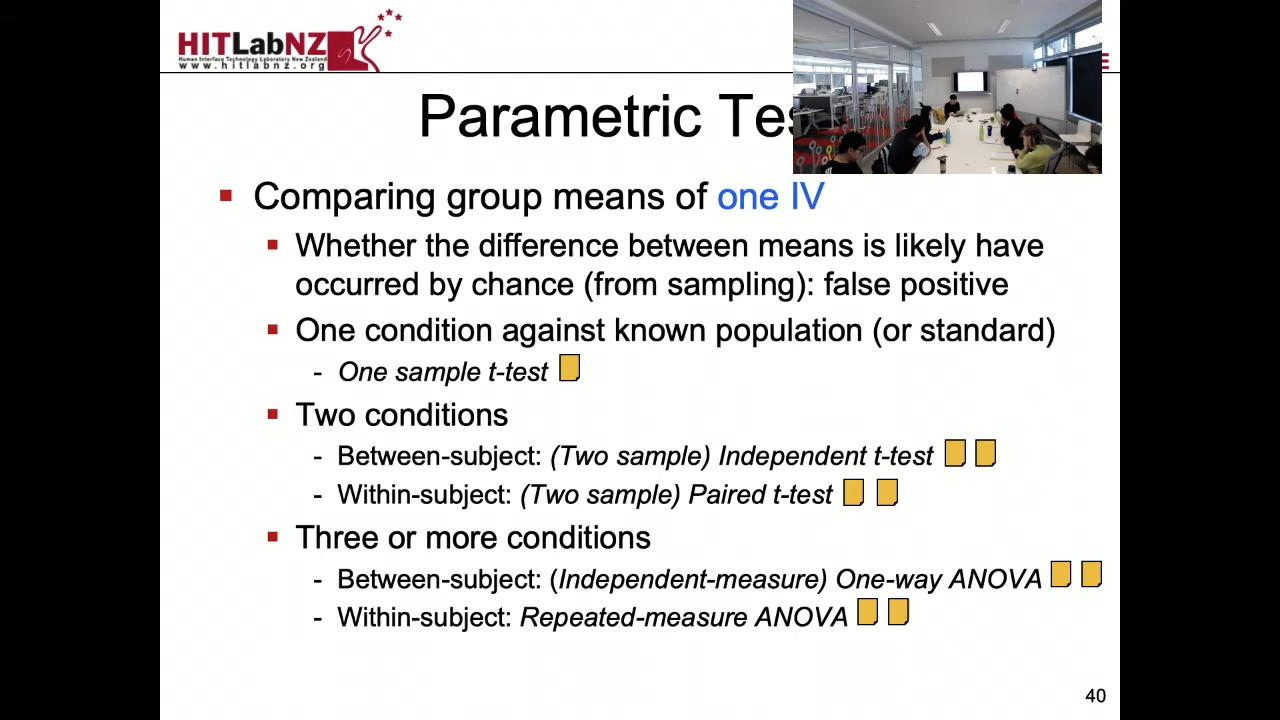 HITLabNZ
Human Interface Technology Laboratory New Zealand
www.hitlabnz.org
Parametric Tes
Comparing group means of one IV
Whether the difference between means is likely have
occurred by chance (from sampling): false positive
One condition against known population (or standard)
- One sample t-test
Two conditions
- Between-subject: (Two sample) Independent t-test
- Within-subject: (Two sample) Paired t-test
Three or more conditions
- Between-subject: (Independent-measure) One-way ANOVA
- Within-subject: Repeated-measure ANOVA
40